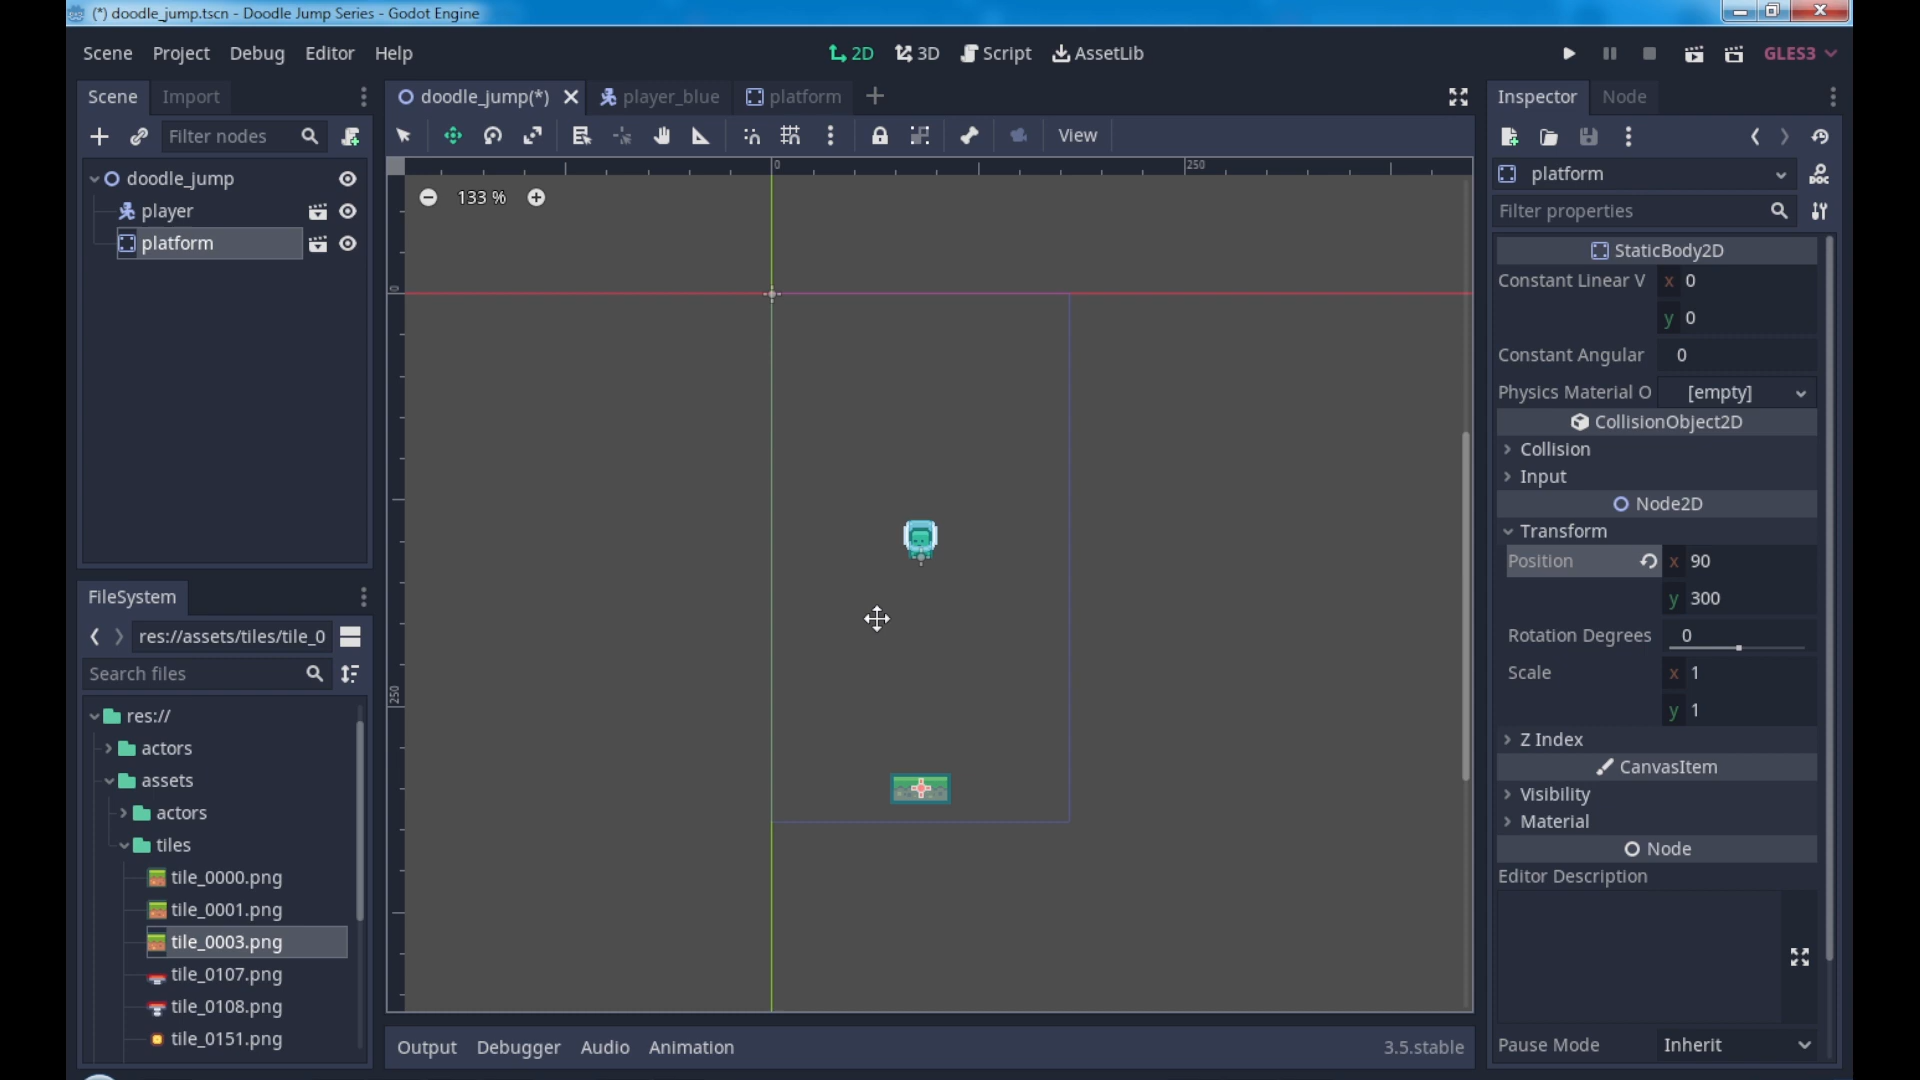 (*) doodle_jump.tscn - Doodle Jump Series - Godot Engine
Scene Project Debug Editor Help
2D 3D Script AssetLib
GLES3
Scene Import
doodle_jump(*) player_blue platform
Inspector Node
Filter nodes
View
platform
Filter properties
doodle_jump
player
platform
0 250
133 %
0
250
StaticBody2D
Constant Linear V x 0
y 0
Constant Angular 0
Physics Material O [empty]
CollisionObject2D
Collision
Input
Node2D
Transform
Position x 90
y 300
Rotation Degrees 0
Scale x 1
y 1
Z Index
CanvasItem
Visibility
Material
Node
Editor Description
Pause Mode Inherit
FileSystem
res://assets/tiles/tile_0
Search files
res://
actors
assets
actors
tiles
tile_0000.png
tile_0001.png
tile_0003.png
tile_0107.png
tile_0108.png
tile_0151.png
Output Debugger Audio Animation 3.5.stable